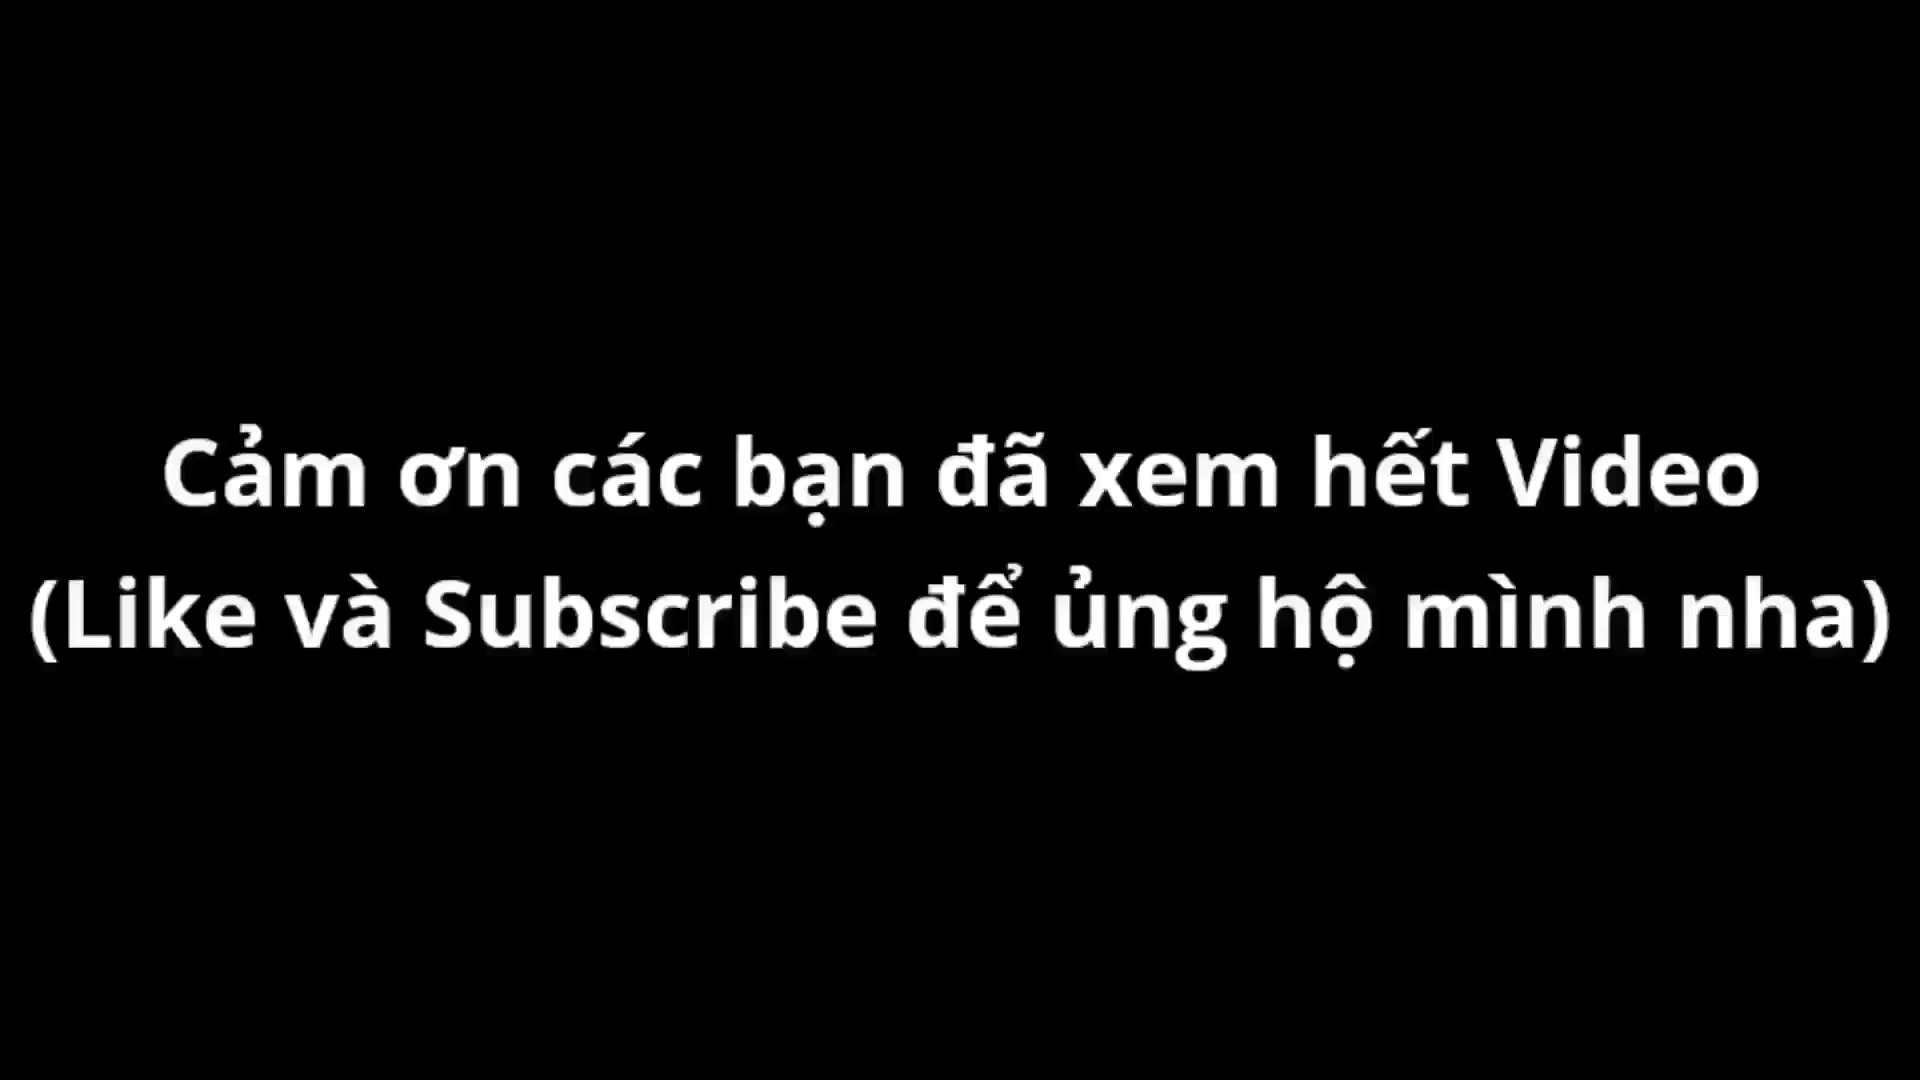 Cảm ơn các bạn đã xem hết Video
(Like và Subscribe để ủng hộ mình nha)